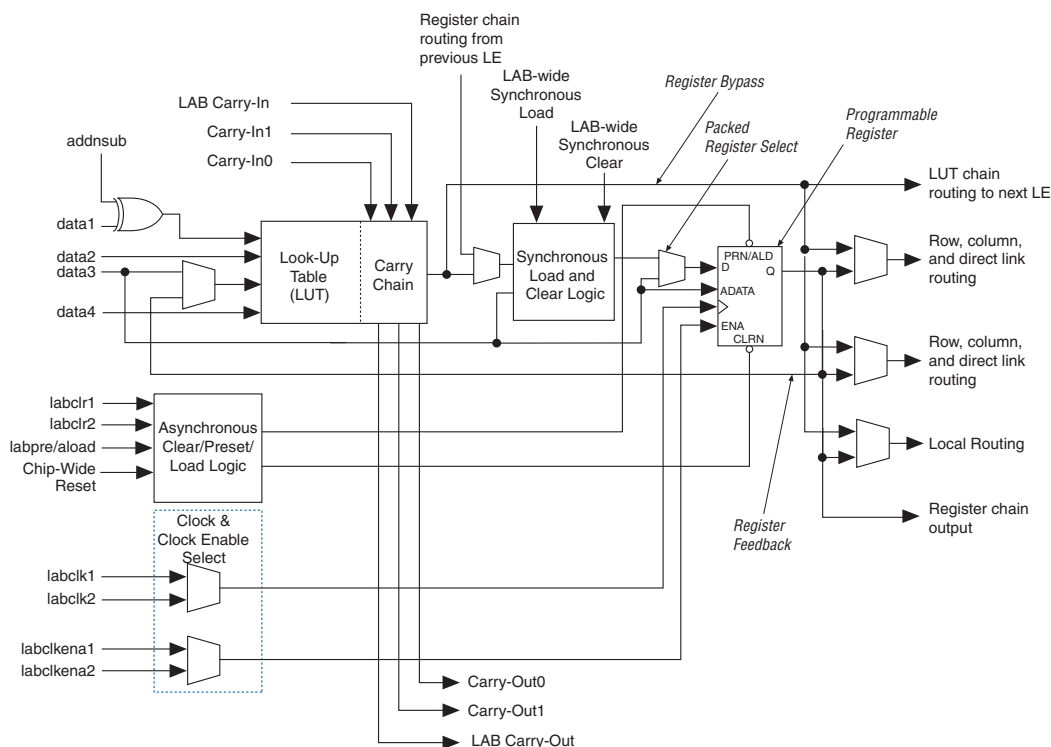 Register chain
routing from
previous LE
LAB-wide
Synchronous
Load
LAB-wide
Synchronous
Clear
Register Bypass
Packed
Register Select
Programmable
Register
LAB Carry-In
Carry-In1
Carry-In0
addnsub
data1
data2
data3
data4
Look-Up
Table
(LUT)
Carry
Chain
Synchronous
Load and
Clear Logic
PRN/ALD
D
Q
ADATA
ENA
CLRN
LUT chain
routing to next LE
Row, column,
and direct link
routing
Row, column,
and direct link
routing
Local Routing
Register chain
output
Register
Feedback
labclr1
labclr2
labpre/aload
Chip-Wide
Reset
Asynchronous
Clear/Preset/
Load Logic
Clock &
Clock Enable
Select
labclk1
labclk2
labclkena1
labclkena2
Carry-Out0
Carry-Out1
LAB Carry-Out